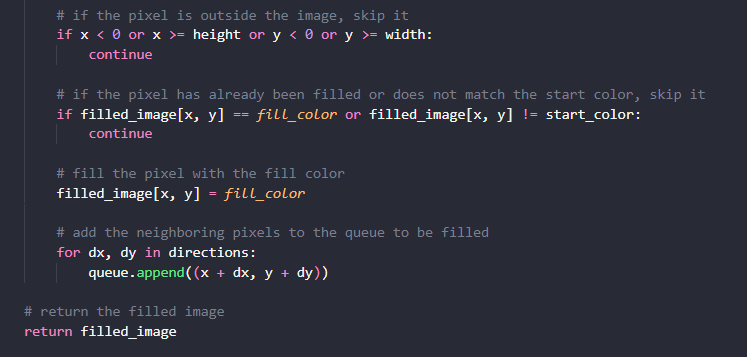 # if the pixel is outside the image, skip it
if x < 0 or x >= height or y < 0 or y >= width:
continue
# if the pixel has already been filled or does not match the start color, skip it
if filled_image[x, y] == fill_color or filled_image[x, y] != start_color:
continue
# fill the pixel with the fill color
filled_image[x, y] = fill_color
# add the neighboring pixels to the queue to be filled
for dx, dy in directions:
queue.append((x + dx, y + dy))
# return the filled image
return filled_image